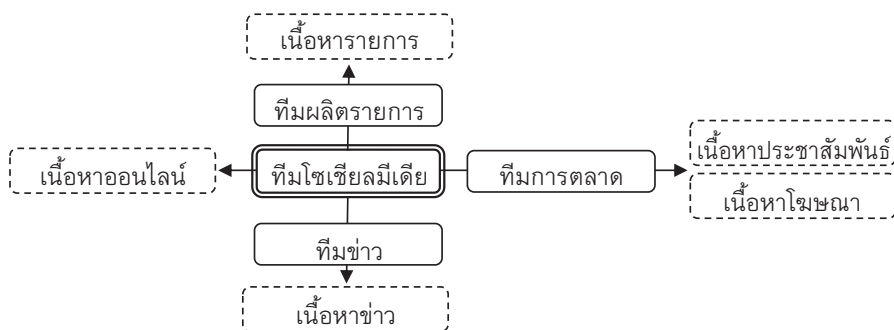 เนื้อหารายการ
ทีมผลิตรายการ
เนื้อหาออนไลน์
ทีมโซเชียลมีเดีย
ทีมการตลาด
เนื้อหาประชาสัมพันธ์
เนื้อหาโฆษณา
ทีมข่าว
เนื้อหาข่าว